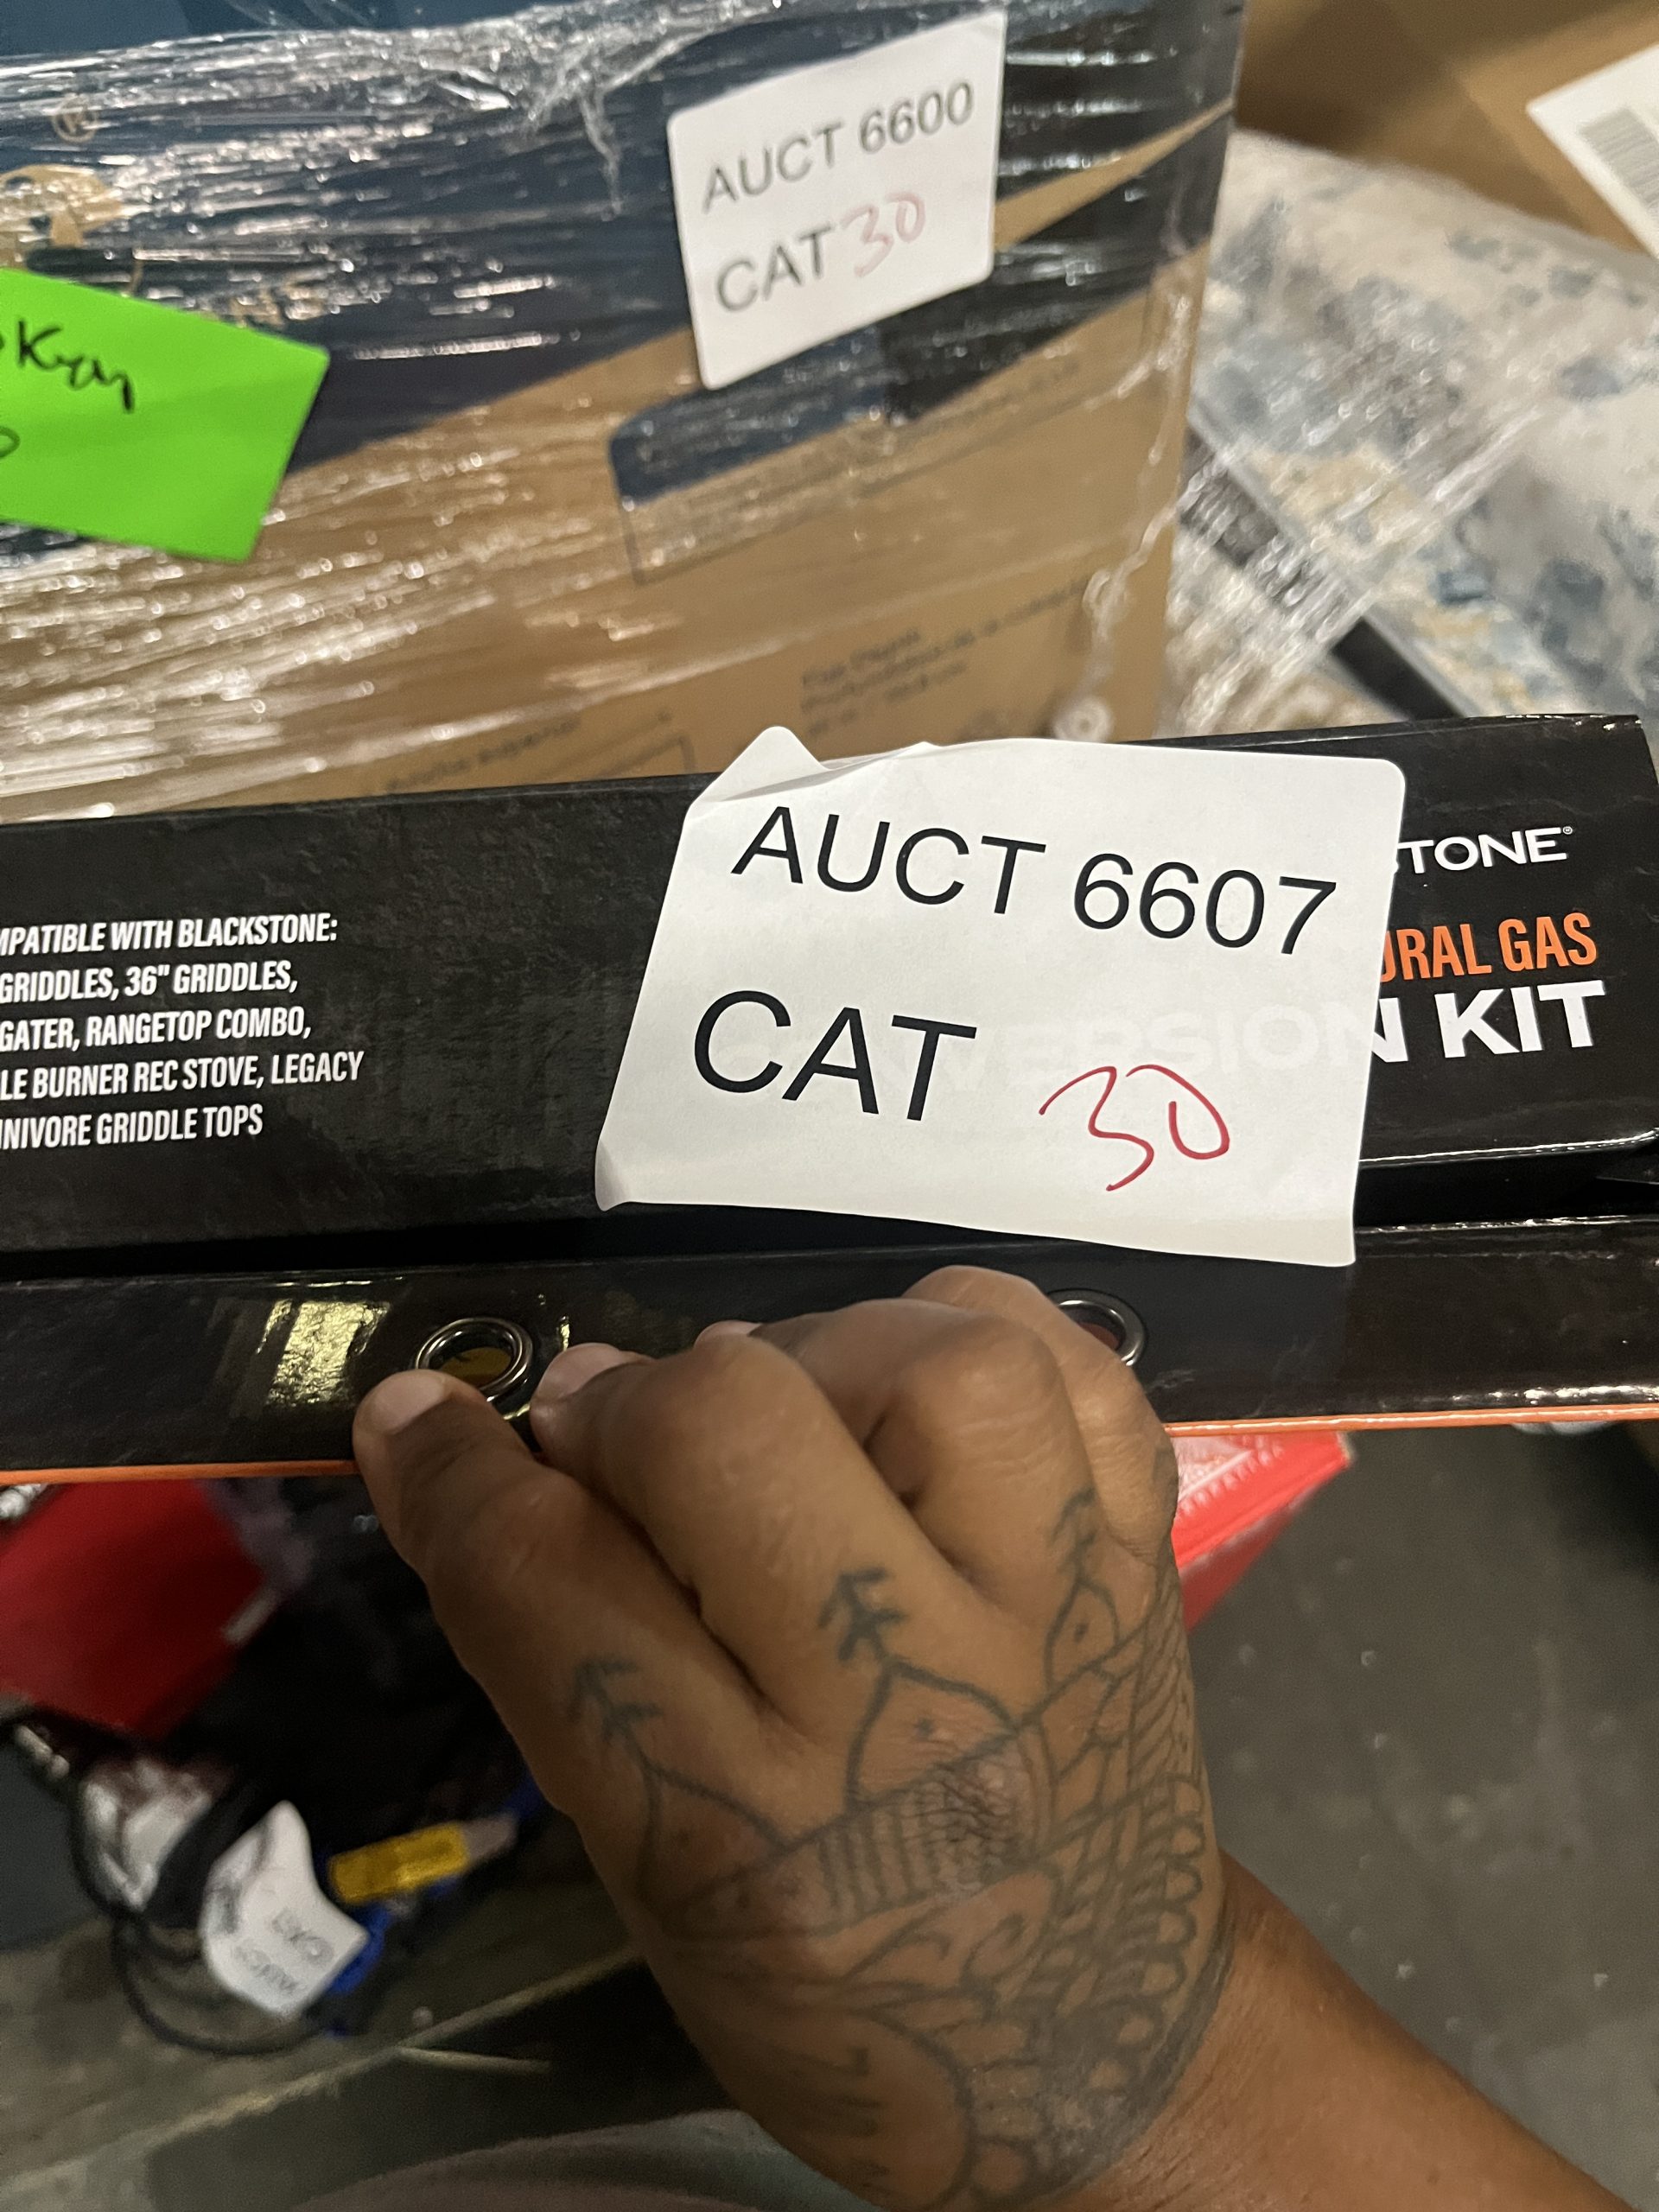 ®
AUCT 6600
CAT 30
Kyry
AUCT 6607
CAT 30
STONE®
URAL GAS
N KIT
MPATIBLE WITH BLACKSTONE:
GRIDDLES, 36" GRIDDLES,
GATER, RANGETOP COMBO,
LE BURNER REC STOVE, LEGACY
NIVORE GRIDDLE TOPS